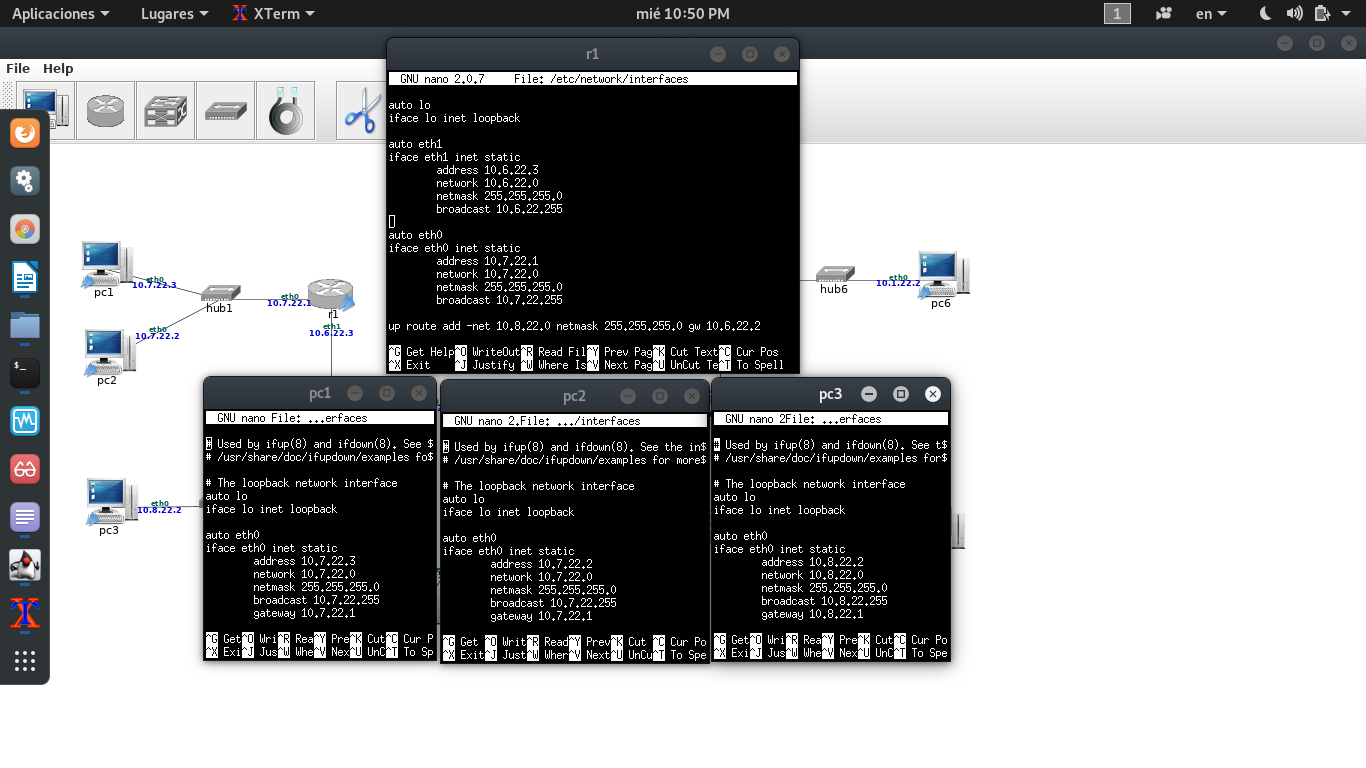 Aplicaciones
Lugares
XTerm
mié 10:50 PM
1
en
File Help
r1
GNU nano 2.0.7 File: /etc/network/interfaces
auto lo
iface lo inet loopback
auto eth1
iface eth1 inet static
address 10.6.22.3
network 10.6.22.0
netmask 255.255.255.0
broadcast 10.6.22.255
auto eth0
iface eth0 inet static
address 10.7.22.1
network 10.7.22.0
netmask 255.255.255.0
broadcast 10.7.22.255
up route add -net 10.8.22.0 netmask 255.255.255.0 gw 10.6.22.2
^G Get Help^O WriteOut^R Read Fil^Y Prev Pag^K Cut Text^C Cur Pos
^X Exit ^J Justify ^W Where Is^V Next Pag^U UnCut Te^T To Spell
eth0
10.7.22.3
pc1
hub1
eth0
10.7.22.1
r1
eth1
10.6.22.3
eth0
10.7.22.2
pc2
hub6
eth0
10.1.22.2
pc6
eth0
10.8.22.2
pc3
pc1
GNU nano File: ...erfaces
# Used by ifup(8) and ifdown(8). See $
# /usr/share/doc/ifupdown/examples fo$
# The loopback network interface
auto lo
iface lo inet loopback
auto eth0
iface eth0 inet static
address 10.7.22.3
network 10.7.22.0
netmask 255.255.255.0
broadcast 10.7.22.255
gateway 10.7.22.1
^G Get^O Wri^R Rea^Y Pre^K Cut^C Cur P
^X Exi^J Jus^W Whe^V Nex^U UnC^T To Sp
pc2
GNU nano 2.File: .../interfaces
# Used by ifup(8) and ifdown(8). See the in$
# /usr/share/doc/ifupdown/examples for more$
# The loopback network interface
auto lo
iface lo inet loopback
auto eth0
iface eth0 inet static
address 10.7.22.2
network 10.7.22.0
netmask 255.255.255.0
broadcast 10.7.22.255
gateway 10.7.22.1
^G Get ^O Writ^R Read^Y Prev^K Cut ^C Cur Po
^X Exit^J Just^W Wher^V Next^U UnCu^T To Spe
pc3
GNU nano 2File: ...erfaces
# Used by ifup(8) and ifdown(8). See t$
# /usr/share/doc/ifupdown/examples for$
# The loopback network interface
auto lo
iface lo inet loopback
auto eth0
iface eth0 inet static
address 10.8.22.2
network 10.8.22.0
netmask 255.255.255.0
broadcast 10.8.22.255
gateway 10.8.22.1
^G Get^O Wri^R Rea^Y Pre^K Cut^C Cur Po
^X Exi^J Jus^W Whe^V Nex^U UnC^T To Spe